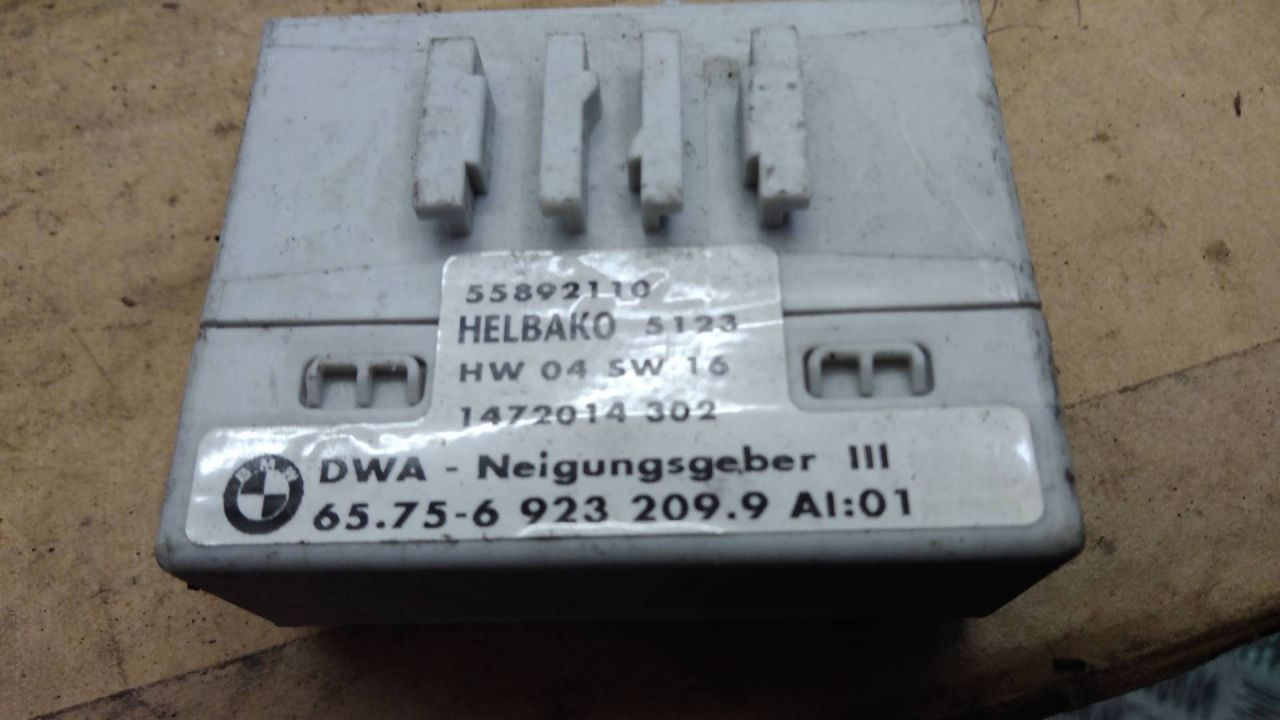 55892110
HELBAKO 5123
HW 04 SW 16
1472014 302
BMW
DWA - Neigungsgeber III
65.75-6 923 209.9 AI:01